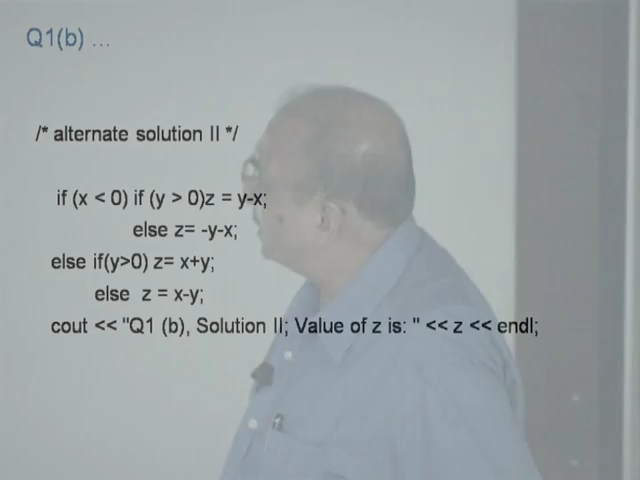 Q1(b) ...
/* alternate solution II */
if (x < 0) if (y > 0)z = y-x;
else z= -y-x;
else if(y>0) z= x+y;
else z = x-y;
cout << "Q1 (b), Solution II; Value of z is: " << z << endl;